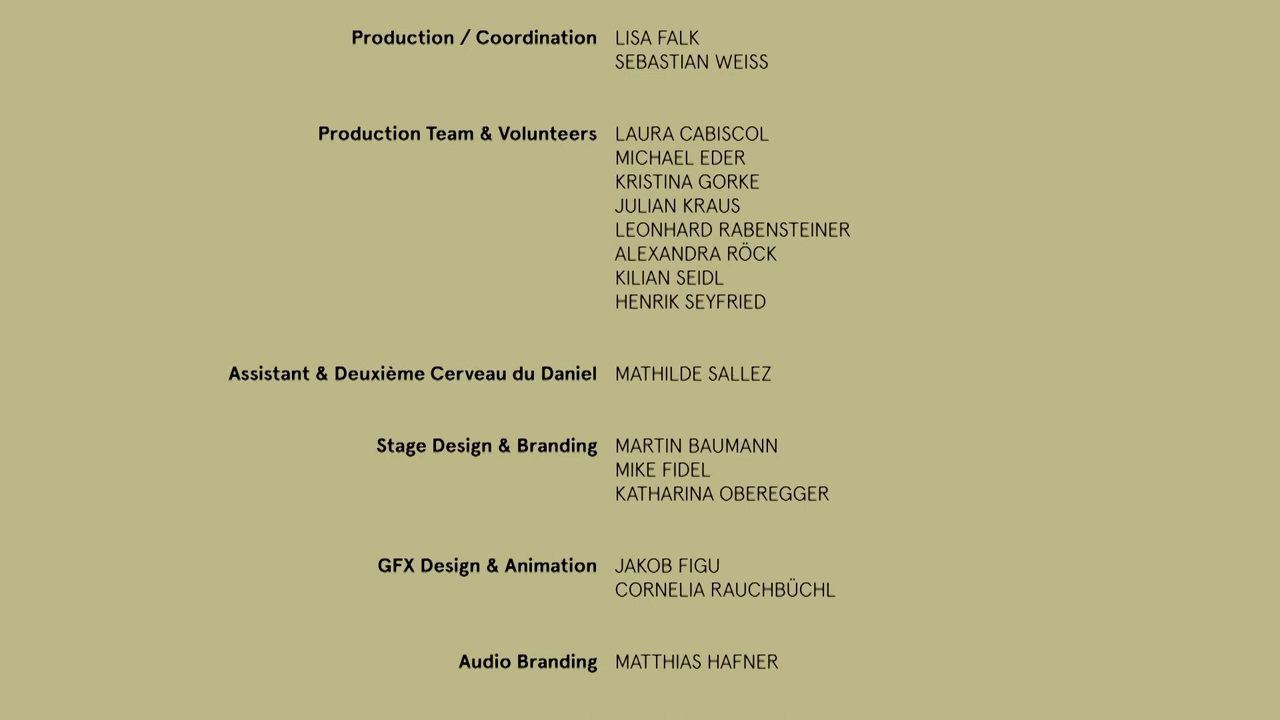 Production / Coordination LISA FALK
SEBASTIAN WEISS
Production Team & Volunteers LAURA CABISCOL
MICHAEL EDER
KRISTINA GORKE
JULIAN KRAUS
LEONHARD RABENSTEINER
ALEXANDRA RÖCK
KILIAN SEIDL
HENRIK SEYFRIED
Assistant & Deuxième Cerveau du Daniel MATHILDE SALLEZ
Stage Design & Branding MARTIN BAUMANN
MIKE FIDEL
KATHARINA OBEREGGER
GFX Design & Animation JAKOB FIGU
CORNELIA RAUCHBÜCHL
Audio Branding MATTHIAS HAFNER